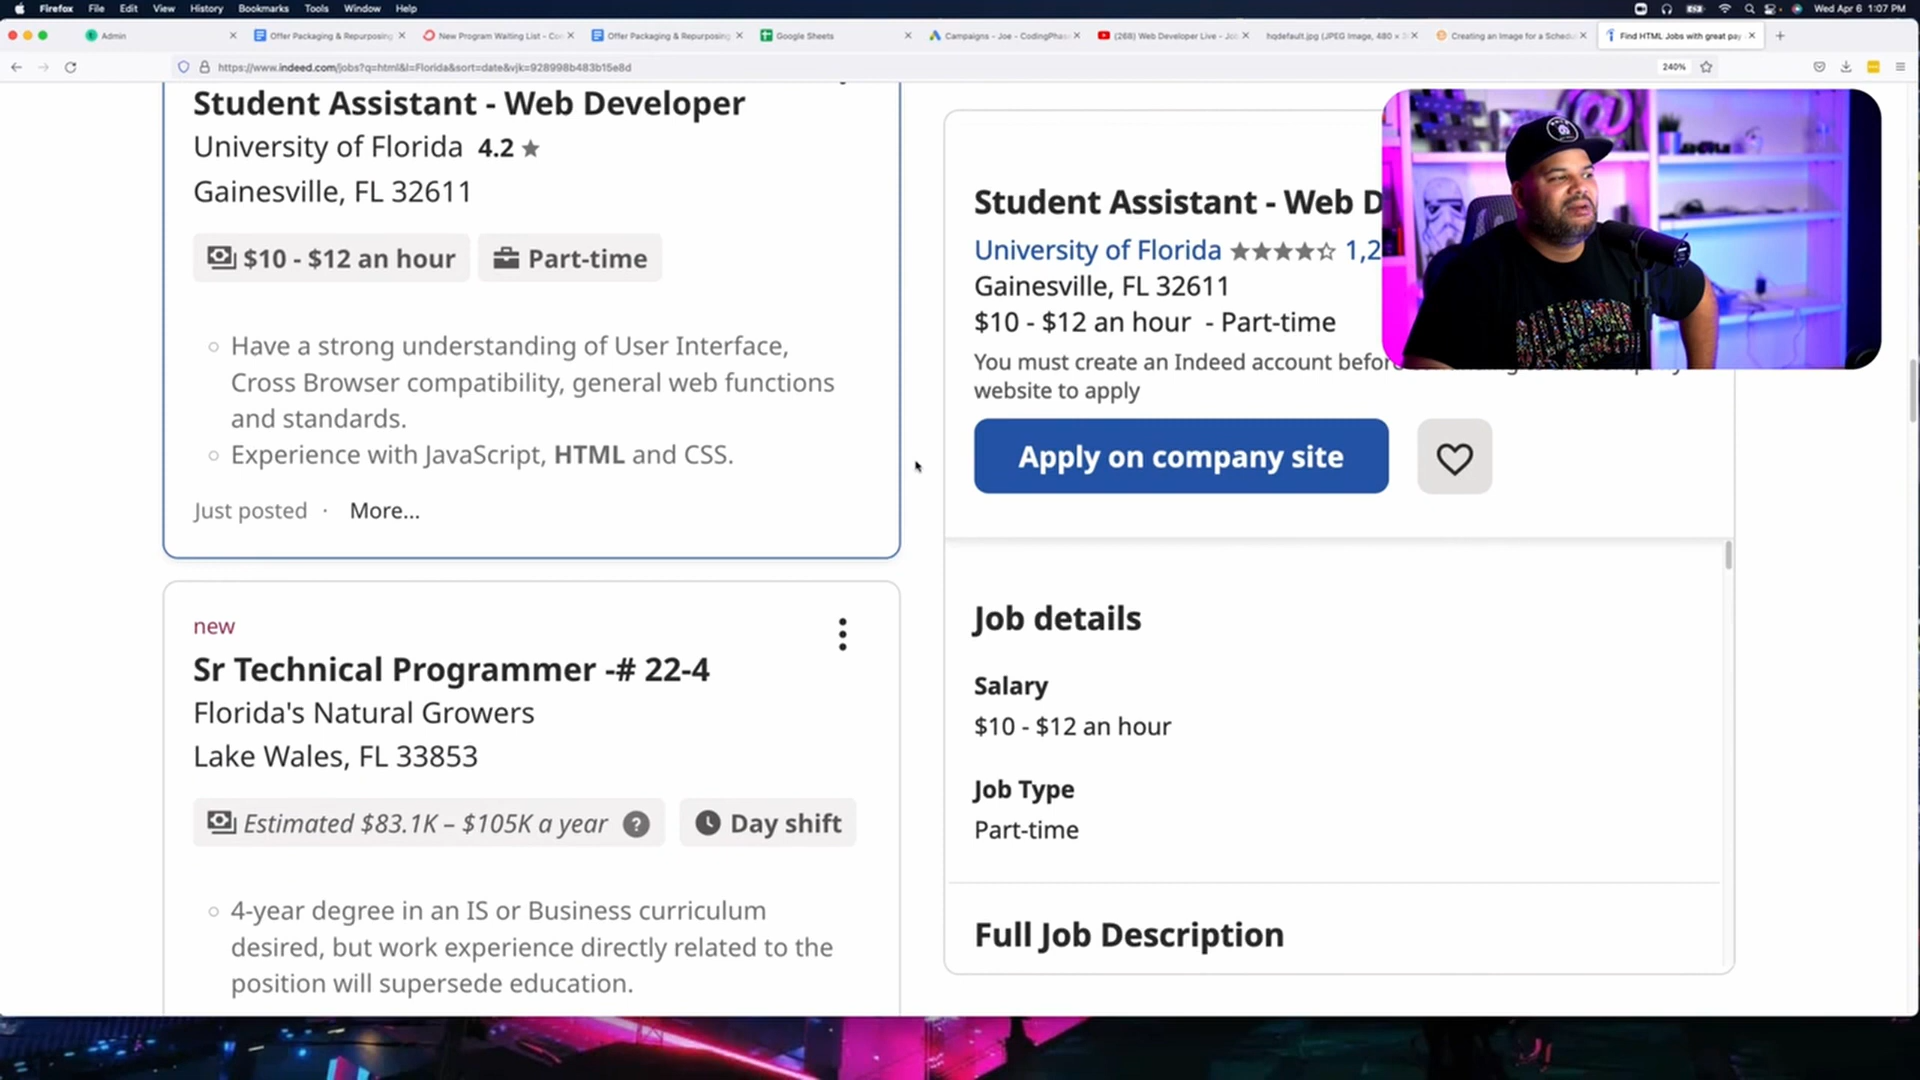 Firefox File Edit View History Bookmarks Tools Window Help
Wed Apr 6 1:07 PM
Admin
Offer Packaging & Repurposing
New Program Waiting List - Co
Offer Packaging & Repurposing
Google Sheets
Campaigns - Joe - CodingPhase
(268) Web Developer Live - Jo
hqdefault.jpg (JPEG Image, 480 ×
Creating an Image for a Schedu
Find HTML Jobs with great pay
https://www.indeed.com/jobs?q=html&l=Florida&sort=date&vjk=928998b483b15e8d
240%
Student Assistant - Web Developer
University of Florida 4.2
Gainesville, FL 32611
$10 - $12 an hour
Part-time
Have a strong understanding of User Interface,
Cross Browser compatibility, general web functions
and standards.
Experience with JavaScript, HTML and CSS.
Just posted · More...
new
Sr Technical Programmer -# 22-4
Florida's Natural Growers
Lake Wales, FL 33853
Estimated $83.1K – $105K a year ?
Day shift
4-year degree in an IS or Business curriculum
desired, but work experience directly related to the
position will supersede education.
Student Assistant - Web D
University of Florida 1,2
Gainesville, FL 32611
$10 - $12 an hour - Part-time
You must create an Indeed account before
website to apply
Apply on company site
Job details
Salary
$10 - $12 an hour
Job Type
Part-time
Full Job Description